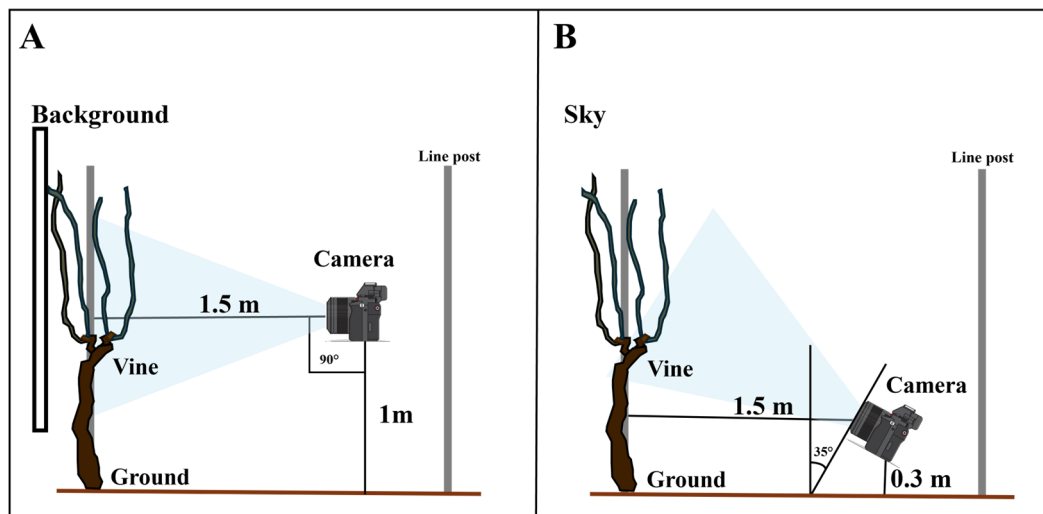 A
Background
Line post
Camera
1.5 m
90°
Vine
1m
Ground
B
Sky
Line post
Camera
Vine
1.5 m
35°
Ground
0.3 m